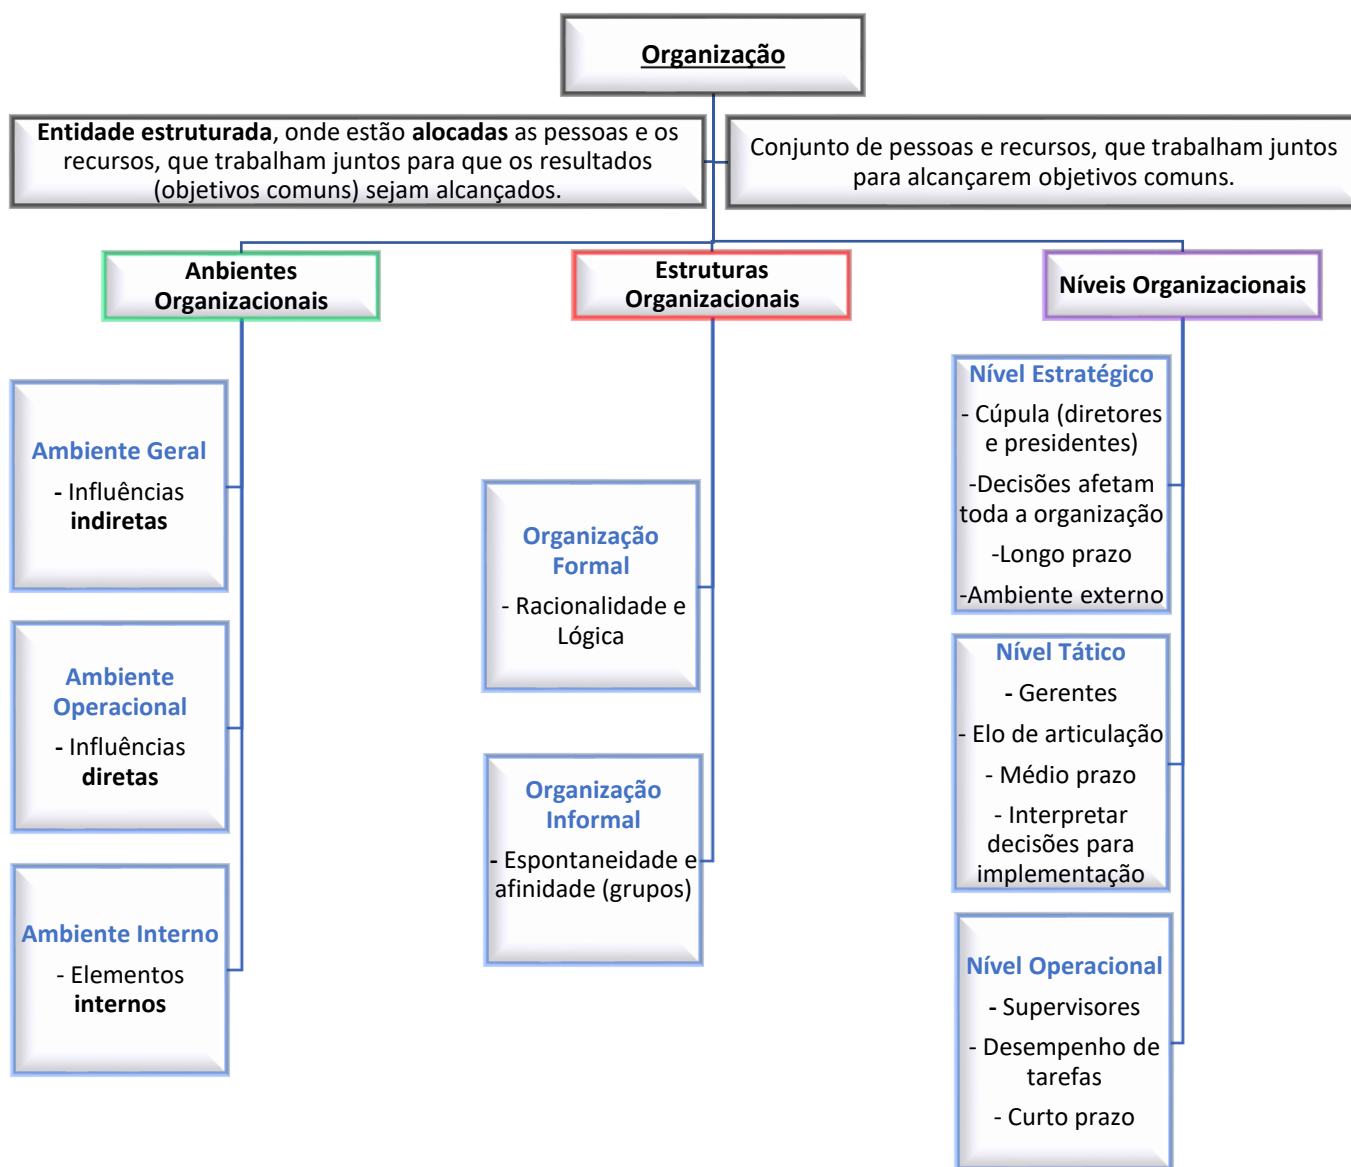 Organização
Entidade estruturada, onde estão alocadas as pessoas e os
recursos, que trabalham juntos para que os resultados
(objetivos comuns) sejam alcançados.
Conjunto de pessoas e recursos, que trabalham juntos
para alcançarem objetivos comuns.
Anbientes
Organizacionais
Ambiente Geral
- Influências
indiretas
Ambiente
Operacional
- Influências
diretas
Ambiente Interno
- Elementos
internos
Estruturas
Organizacionais
Organização
Formal
- Racionalidade e
Lógica
Organização
Informal
- Espontaneidade e
afinidade (grupos)
Níveis Organizacionais
Nível Estratégico
- Cúpula (diretores
e presidentes)
-Decisões afetam
toda a organização
-Longo prazo
-Ambiente externo
Nível Tático
- Gerentes
- Elo de articulação
- Médio prazo
- Interpretar
decisões para
implementação
Nível Operacional
- Supervisores
- Desempenho de
tarefas
- Curto prazo